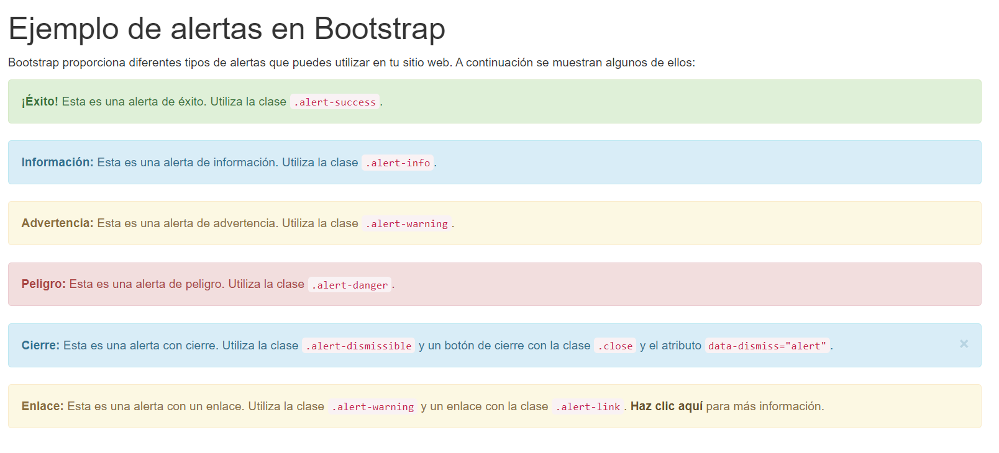 Ejemplo de alertas en Bootstrap
Bootstrap proporciona diferentes tipos de alertas que puedes utilizar en tu sitio web. A continuación se muestran algunos de ellos:
¡Éxito! Esta es una alerta de éxito. Utiliza la clase .alert-success.
Información: Esta es una alerta de información. Utiliza la clase .alert-info.
Advertencia: Esta es una alerta de advertencia. Utiliza la clase .alert-warning.
Peligro: Esta es una alerta de peligro. Utiliza la clase .alert-danger.
Cierre: Esta es una alerta con cierre. Utiliza la clase .alert-dismissible y un botón de cierre con la clase .close y el atributo data-dismiss="alert". ×
Enlace: Esta es una alerta con un enlace. Utiliza la clase .alert-warning y un enlace con la clase .alert-link. Haz clic aquí para más información.